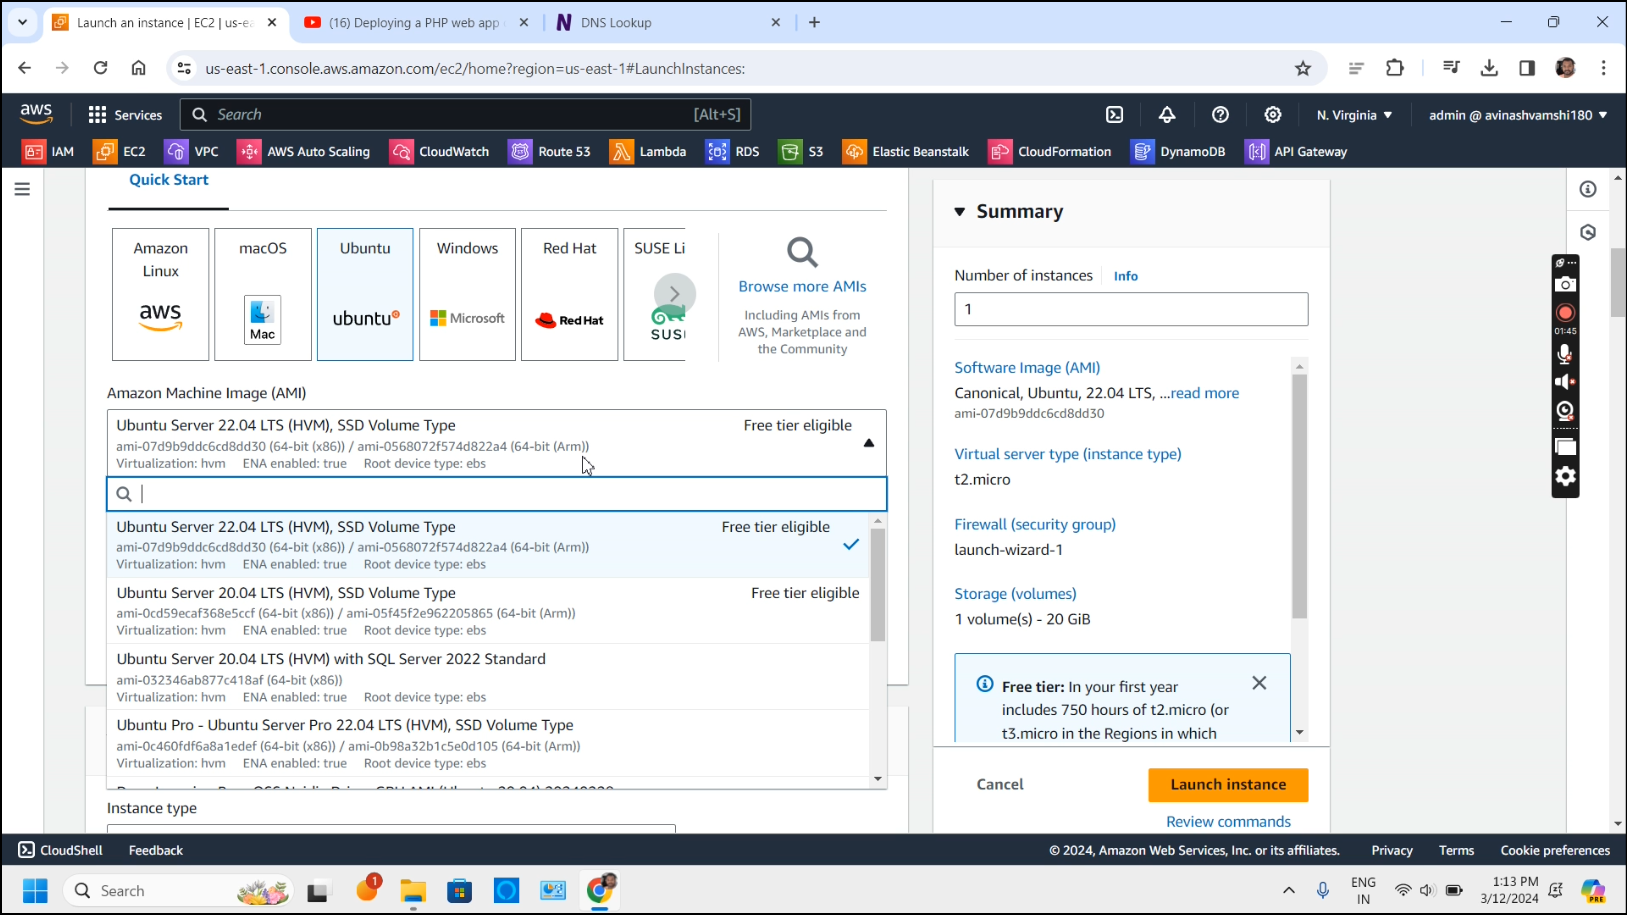 Launch an instance | EC2 | us-ea
(16) Deploying a PHP web app
DNS Lookup
us-east-1.console.aws.amazon.com/ec2/home?region=us-east-1#LaunchInstances:
aws
Services
Search
[Alt+S]
N. Virginia
admin @ avinashvamshi180
IAM
EC2
VPC
AWS Auto Scaling
CloudWatch
Route 53
Lambda
RDS
S3
Elastic Beanstalk
CloudFormation
DynamoDB
API Gateway
Quick Start
Amazon
Linux
aws
macOS
Mac
Ubuntu
ubuntu
Windows
Microsoft
Red Hat
Red Hat
SUSE Li
SUS
Browse more AMIs
Including AMIs from
AWS, Marketplace and
the Community
Amazon Machine Image (AMI)
Ubuntu Server 22.04 LTS (HVM), SSD Volume Type
Free tier eligible
ami-07d9b9ddc6cd8dd30 (64-bit (x86)) / ami-0568072f574d822a4 (64-bit (Arm))
Virtualization: hvm ENA enabled: true Root device type: ebs
Ubuntu Server 22.04 LTS (HVM), SSD Volume Type
Free tier eligible
ami-07d9b9ddc6cd8dd30 (64-bit (x86)) / ami-0568072f574d822a4 (64-bit (Arm))
Virtualization: hvm ENA enabled: true Root device type: ebs
Ubuntu Server 20.04 LTS (HVM), SSD Volume Type
Free tier eligible
ami-0cd59ecaf368e5ccf (64-bit (x86)) / ami-05f45f2e962205865 (64-bit (Arm))
Virtualization: hvm ENA enabled: true Root device type: ebs
Ubuntu Server 20.04 LTS (HVM) with SQL Server 2022 Standard
ami-032346ab877c418af (64-bit (x86))
Virtualization: hvm ENA enabled: true Root device type: ebs
Ubuntu Pro - Ubuntu Server Pro 22.04 LTS (HVM), SSD Volume Type
ami-0c460fdf6a8a1edef (64-bit (x86)) / ami-0b98a32b1c5e0d105 (64-bit (Arm))
Virtualization: hvm ENA enabled: true Root device type: ebs
Instance type
Summary
Number of instances
Info
1
Software Image (AMI)
Canonical, Ubuntu, 22.04 LTS, ...read more
ami-07d9b9ddc6cd8dd30
Virtual server type (instance type)
t2.micro
Firewall (security group)
launch-wizard-1
Storage (volumes)
1 volume(s) - 20 GiB
Free tier: In your first year
includes 750 hours of t2.micro (or
t3.micro in the Regions in which
Cancel
Launch instance
Review commands
01:45
CloudShell
Feedback
© 2024, Amazon Web Services, Inc. or its affiliates.
Privacy
Terms
Cookie preferences
Search
1
ENG
IN
1:13 PM
3/12/2024
PRE